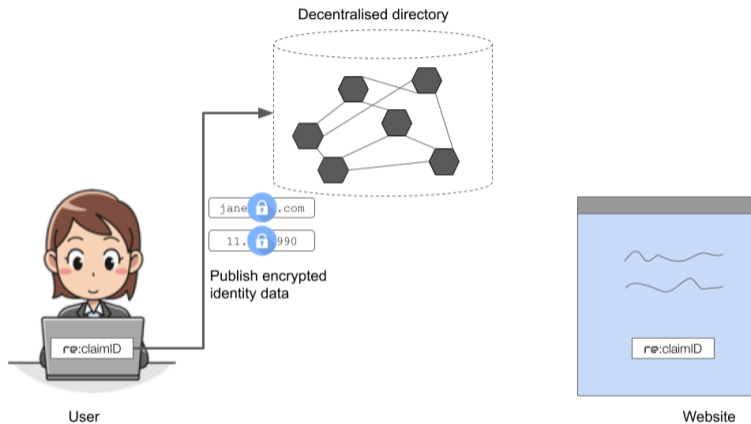 Decentralised directory
jane .com
11. 990
Publish encrypted
identity data
re:claimID
re:claimID
User
Website